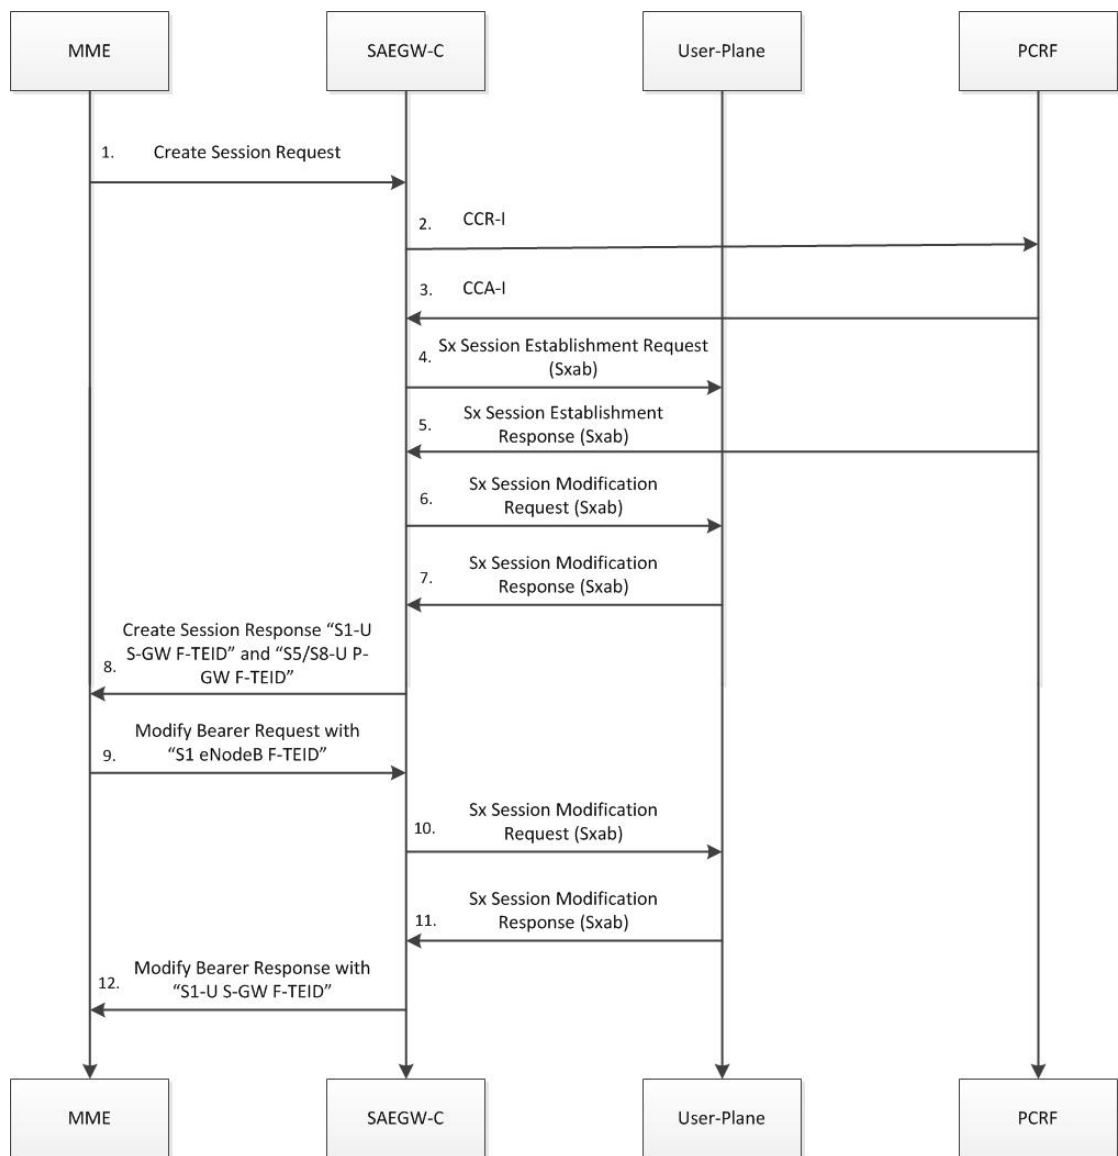 MME
SAEGW-C
User-Plane
PCRF
1.
Create Session Request
2.
CCR-I
3.
CCA-I
4.
Sx Session Establishment Request
(Sxab)
5.
Sx Session Establishment
Response (Sxab)
6.
Sx Session Modification
Request (Sxab)
7.
Sx Session Modification
Response (Sxab)
8.
Create Session Response “S1-U
S-GW F-TEID” and “S5/S8-U P-
GW F-TEID”
9.
Modify Bearer Request with
“S1 eNodeB F-TEID”
10.
Sx Session Modification
Request (Sxab)
11.
Sx Session Modification
Response (Sxab)
12.
Modify Bearer Response with
“S1-U S-GW F-TEID”
MME
SAEGW-C
User-Plane
PCRF